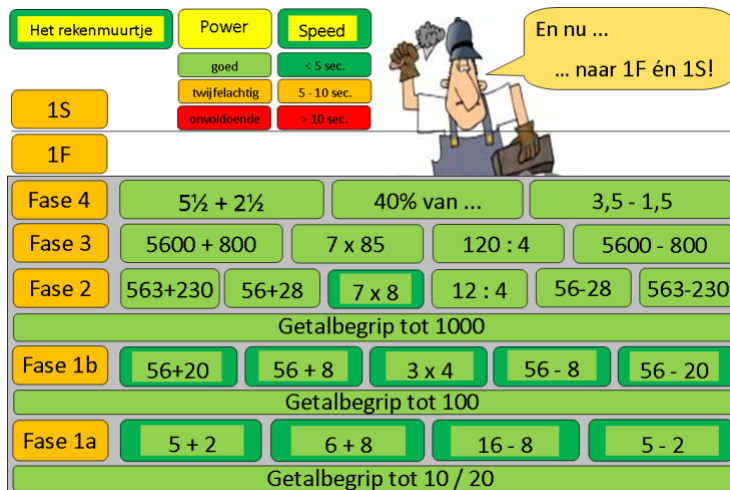 Het rekenmuurtje Power Speed
goed < 5 sec.
twijfelachtig 5 - 10 sec.
onvoldoende > 10 sec.
En nu ...
... naar 1F én 1S!
1S
1F
Fase 4 5½ + 2½ 40% van ... 3,5 - 1,5
Fase 3 5600 + 800 7 x 85 120 : 4 5600 - 800
Fase 2 563+230 56+28 7 x 8 12 : 4 56-28 563-230
Getalbegrip tot 1000
Fase 1b 56+20 56 + 8 3 x 4 56 - 8 56 - 20
Getalbegrip tot 100
Fase 1a 5 + 2 6 + 8 16 - 8 5 - 2
Getalbegrip tot 10 / 20